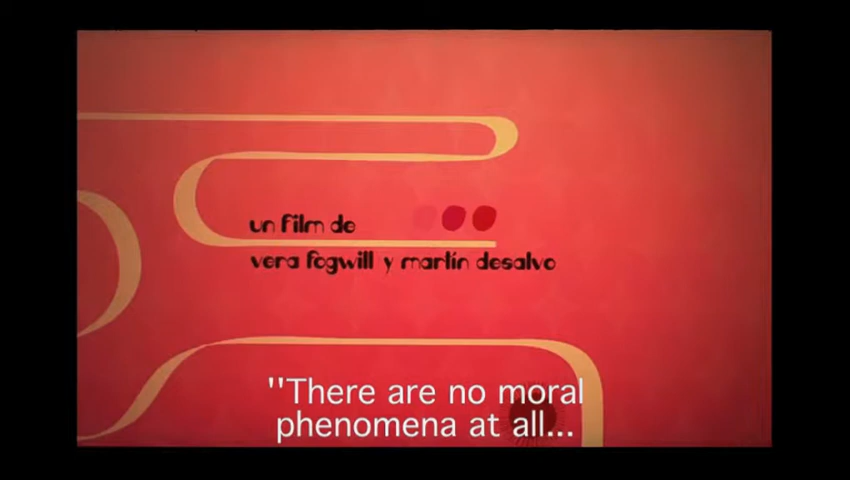 un film de
vera fogwill y martín desalvo
"There are no moral
phenomena at all...